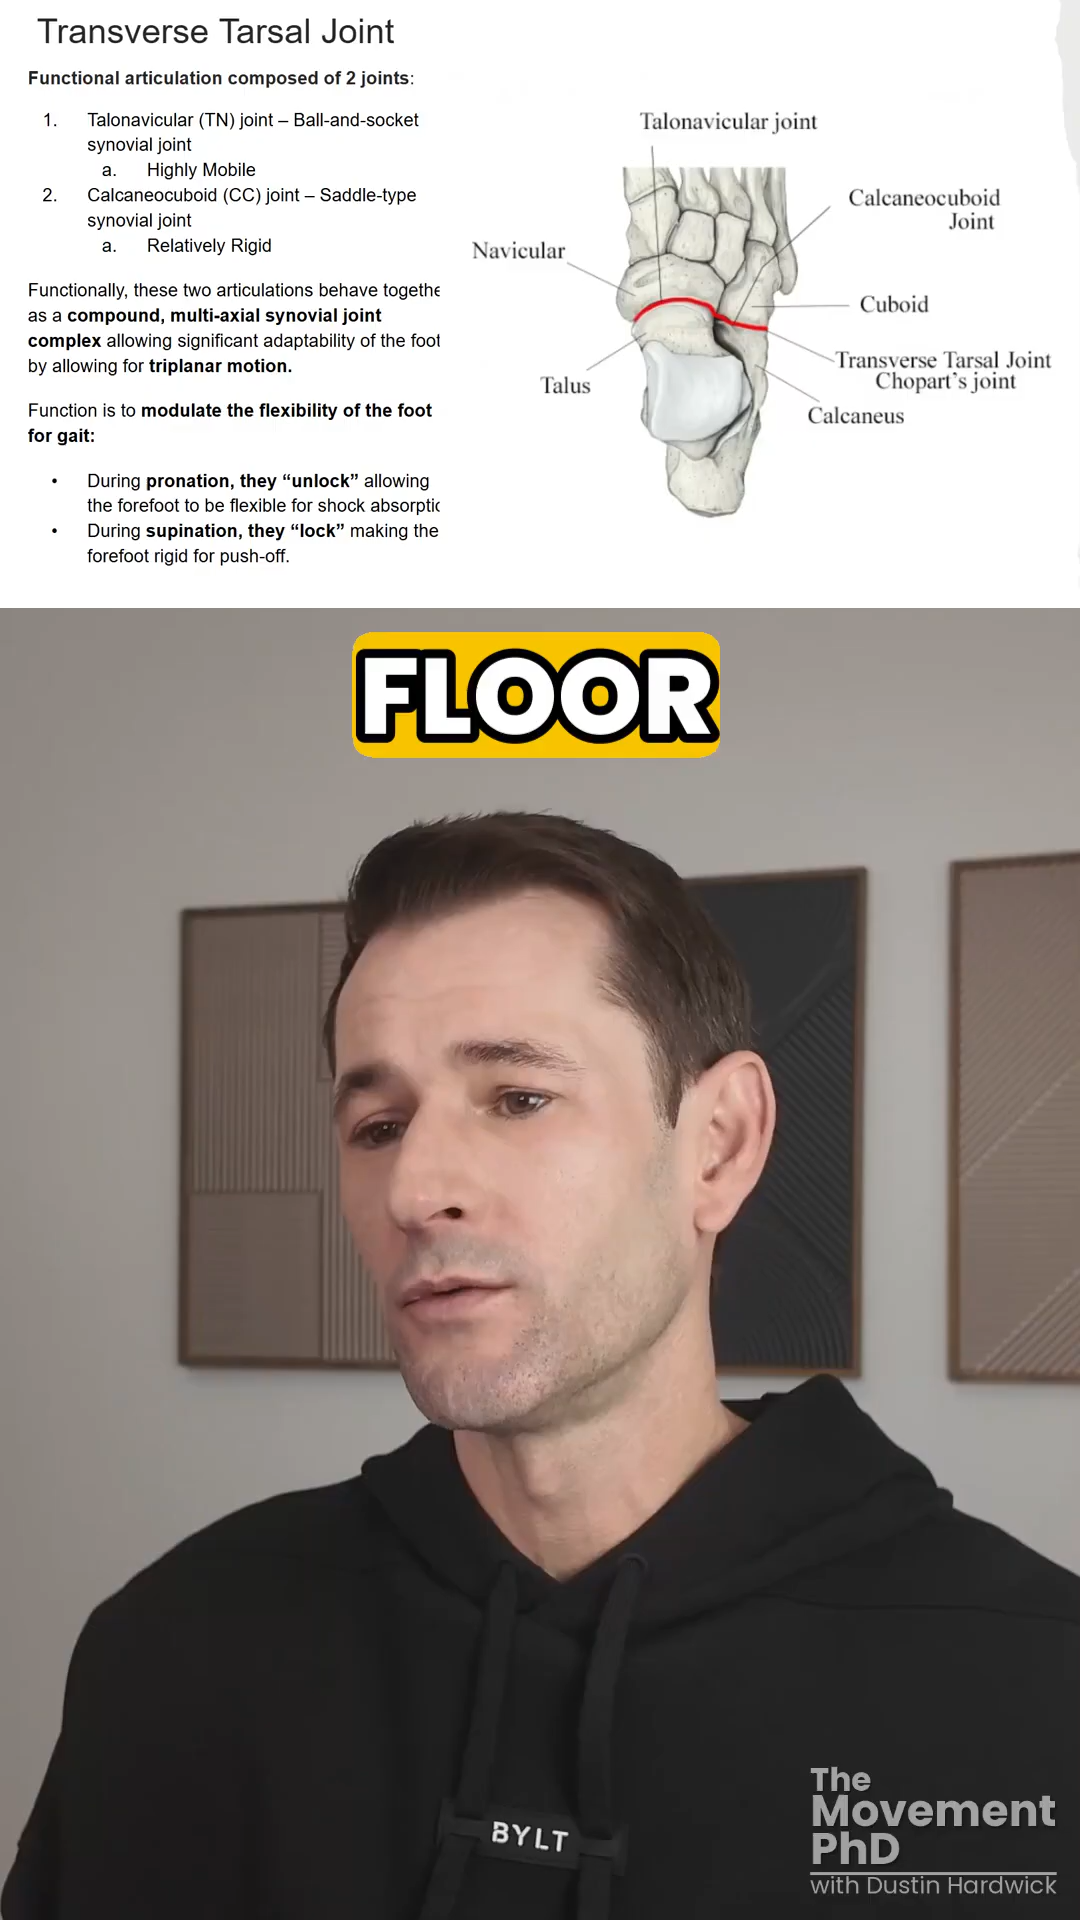 Transverse Tarsal Joint
Functional articulation composed of 2 joints:
1. Talonavicular (TN) joint – Ball-and-socket
synovial joint
a. Highly Mobile
2. Calcaneocuboid (CC) joint – Saddle-type
synovial joint
a. Relatively Rigid
Functionally, these two articulations behave togethe
as a compound, multi-axial synovial joint
complex allowing significant adaptability of the foot
by allowing for triplanar motion.
Function is to modulate the flexibility of the foot
for gait:
• During pronation, they “unlock” allowing
the forefoot to be flexible for shock absorptic
• During supination, they “lock” making the
forefoot rigid for push-off.
Talonavicular joint
Calcaneocuboid
Joint
Navicular
Cuboid
Transverse Tarsal Joint
Chopart’s joint
Talus
Calcaneus
FLOOR
BYLT
The
Movement
PhD
with Dustin Hardwick